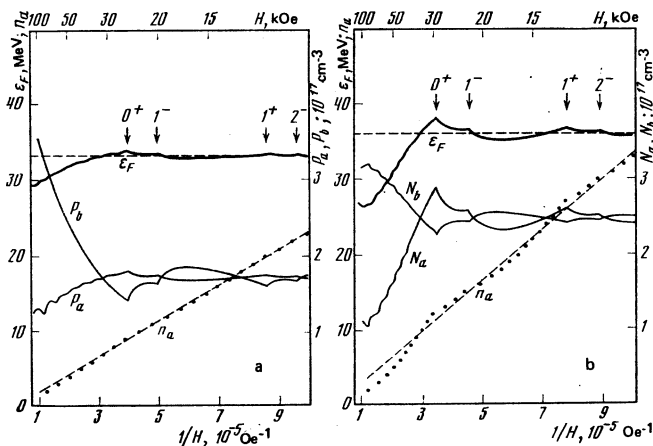 100 50 20 15 H, kOe
ε_F, MeV; n_a
40
30
20
10
0
0⁺ 1⁻ 1⁺ 2⁻
ε_F
P_b
P_a
n_a
a
P_a, P_b; 10¹⁷ cm⁻³
3
2
1
1 3 5 7 9
1/H, 10⁻⁵ Oe⁻¹
100 50 20 15 H, kOe
ε_F, MeV; n_a
40
30
20
10
0
0⁺ 1⁻ 1⁺ 2⁻
ε_F
N_b
N_a
n_a
b
N_a, N_b; 10¹⁷ cm⁻³
3
2
1
1 3 5 7 9
1/H, 10⁻⁵ Oe⁻¹